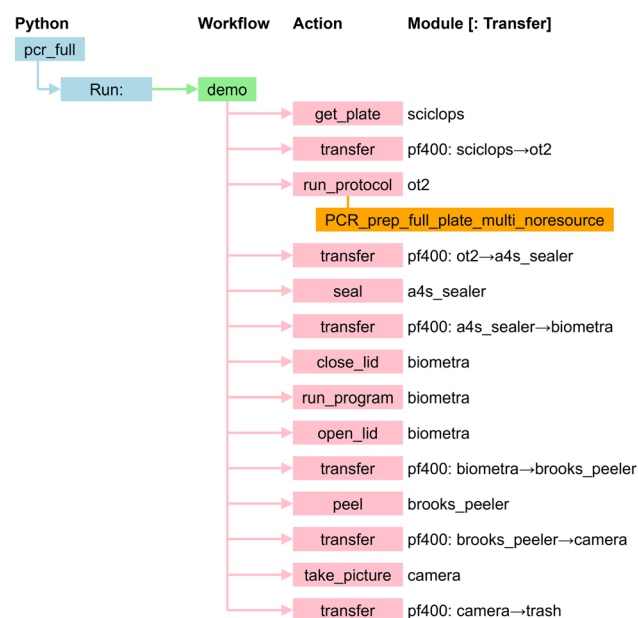 Python Workflow Action Module [: Transfer]
pcr_full
Run: demo
get_plate sciclops
transfer pf400: sciclops→ot2
run_protocol ot2
PCR_prep_full_plate_multi_noresource
transfer pf400: ot2→a4s_sealer
seal a4s_sealer
transfer pf400: a4s_sealer→biometra
close_lid biometra
run_program biometra
open_lid biometra
transfer pf400: biometra→brooks_peeler
peel brooks_peeler
transfer pf400: brooks_peeler→camera
take_picture camera
transfer pf400: camera→trash